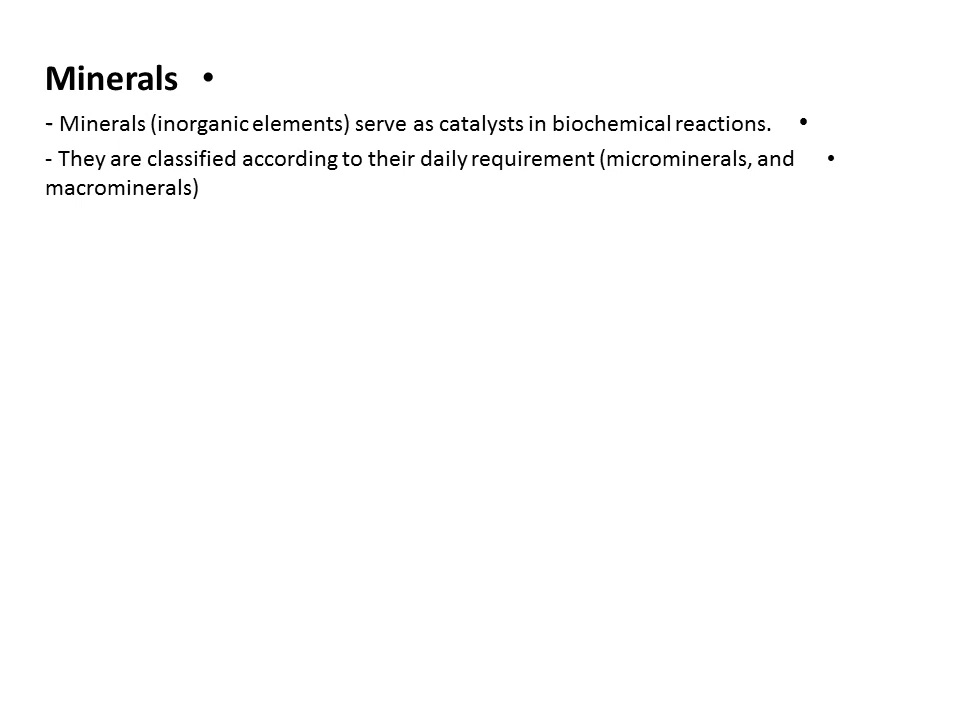 Minerals •
- Minerals (inorganic elements) serve as catalysts in biochemical reactions. •
- They are classified according to their daily requirement (microminerals, and •
macrominerals)